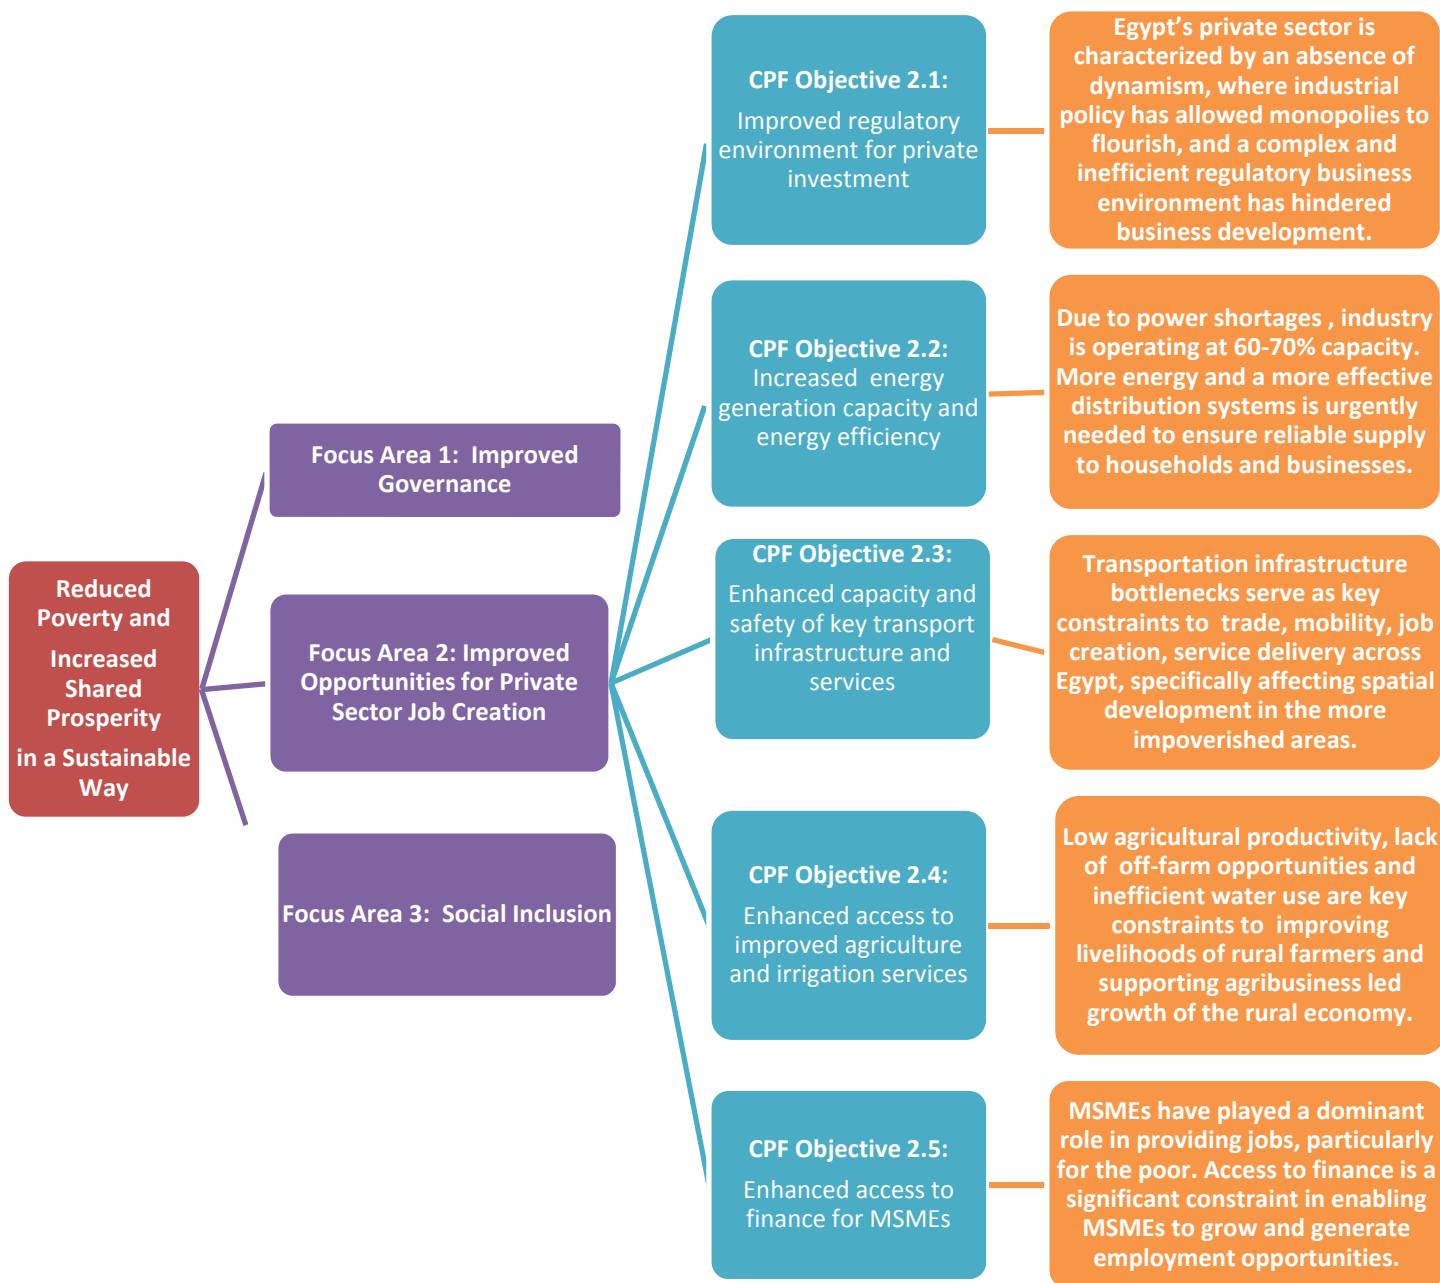 Reduced
Poverty and
Increased
Shared
Prosperity
in a Sustainable
Way
Focus Area 1:  Improved
Governance
Focus Area 2: Improved
Opportunities for Private
Sector Job Creation
Focus Area 3:  Social Inclusion
CPF Objective 2.1:
Improved regulatory
environment for private
investment
Egypt’s private sector is
characterized by an absence of
dynamism, where industrial
policy has allowed monopolies to
flourish, and a complex and
inefficient regulatory business
environment has hindered
business development.
CPF Objective 2.2:
Increased  energy
generation capacity and
energy efficiency
Due to power shortages , industry
is operating at 60-70% capacity.
More energy and a more effective
distribution systems is urgently
needed to ensure reliable supply
to households and businesses.
CPF Objective 2.3:
Enhanced capacity and
safety of key transport
infrastructure and
services
Transportation infrastructure
bottlenecks serve as key
constraints to  trade, mobility, job
creation, service delivery across
Egypt, specifically affecting spatial
development in the more
impoverished areas.
CPF Objective 2.4:
Enhanced access to
improved agriculture
and irrigation services
Low agricultural productivity, lack
of  off-farm opportunities and
inefficient water use are key
constraints to  improving
livelihoods of rural farmers and
supporting agribusiness led
growth of the rural economy.
CPF Objective 2.5:
Enhanced access to
finance for MSMEs
MSMEs have played a dominant
role in providing jobs, particularly
for the poor. Access to finance is a
significant constraint in enabling
MSMEs to grow and generate
employment opportunities.